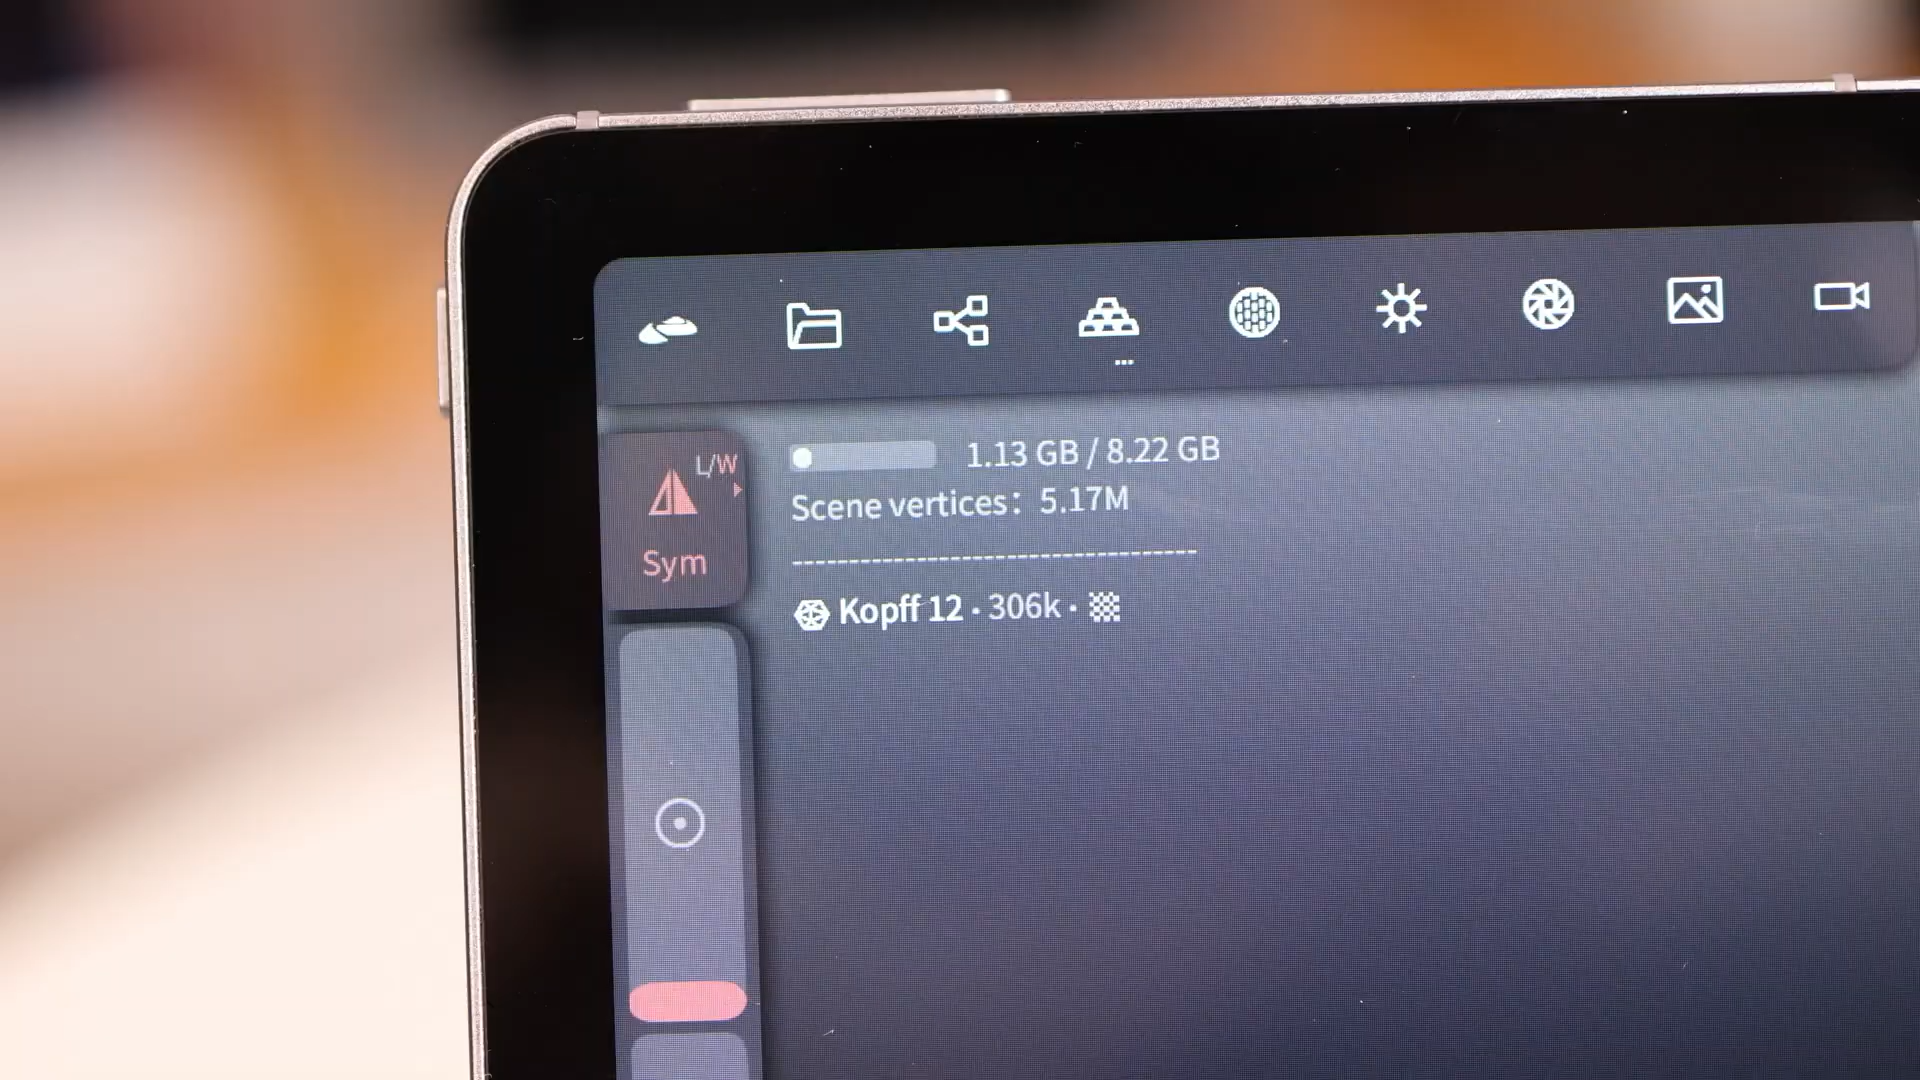 L/W
Sym
1.13 GB / 8.22 GB
Scene vertices: 5.17M
------------------------------------
Kopff 12 • 306k •